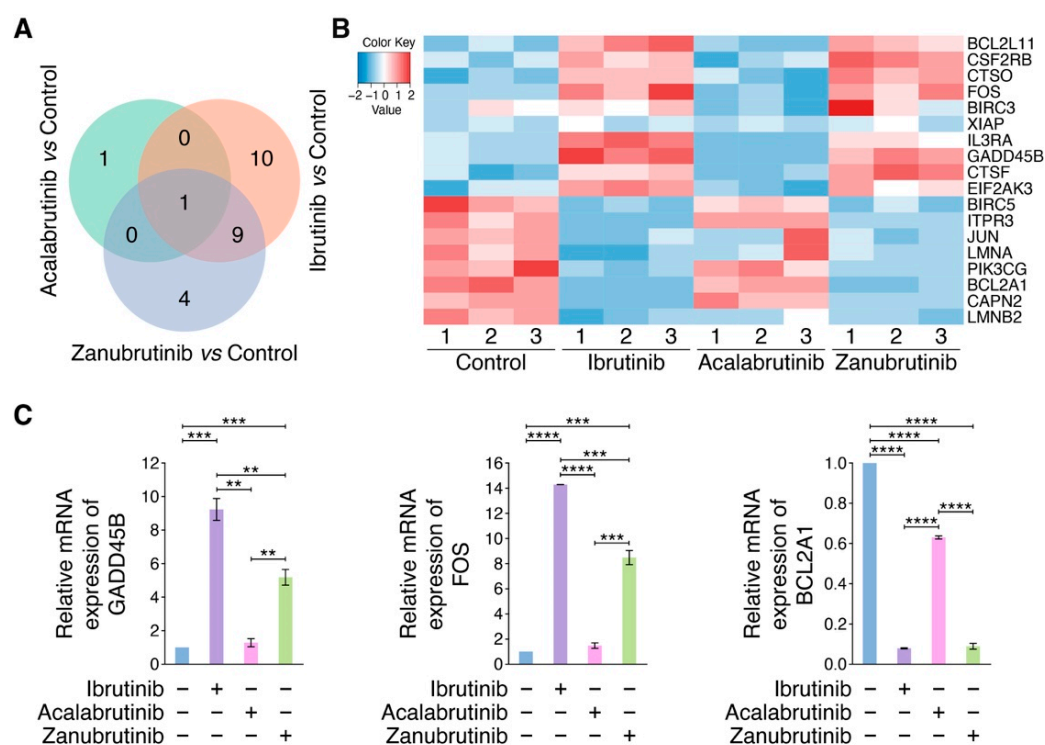 A
Acalabrutinib vs Control
Ibrutinib vs Control
1
0
10
1
0
9
4
Zanubrutinib vs Control
B
Color Key
−2 −1 0 1 2
Value
BCL2L11
CSF2RB
CTSO
FOS
BIRC3
XIAP
IL3RA
GADD45B
CTSF
EIF2AK3
BIRC5
ITPR3
JUN
LMNA
PIK3CG
BCL2A1
CAPN2
LMNB2
1 2 3 1 2 3 1 2 3 1 2 3
Control Ibrutinib Acalabrutinib Zanubrutinib
C
Relative mRNA
expression of
GADD45B
12
10
8
6
4
2
0
***
***
**
**
**
Ibrutinib − + − −
Acalabrutinib − − + −
Zanubrutinib − − − +
Relative mRNA
expression of
FOS
16
14
12
10
8
6
4
2
0
***
****
***
****
***
Ibrutinib − + − −
Acalabrutinib − − + −
Zanubrutinib − − − +
Relative mRNA
expression of
BCL2A1
1.0
0.8
0.6
0.4
0.2
0.0
****
****
****
****
****
Ibrutinib − + − −
Acalabrutinib − − + −
Zanubrutinib − − − +